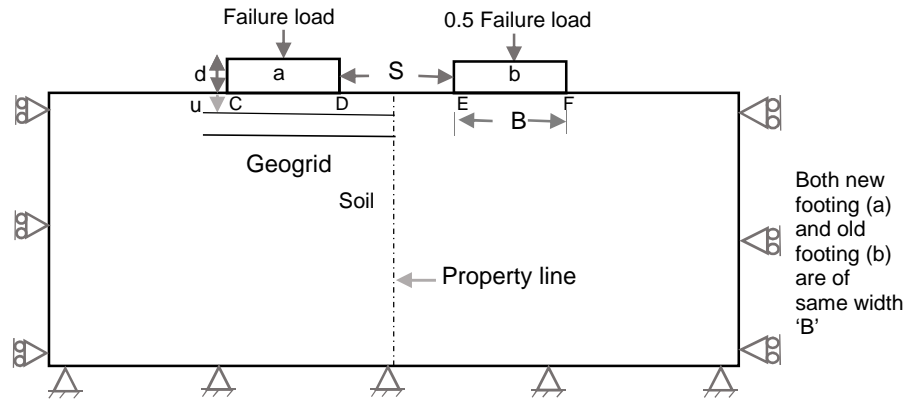 Failure load
0.5 Failure load
d
a
S
b
u
C
D
E
F
B
Geogrid
Soil
Property line
Both new
footing (a)
and old
footing (b)
are of
same width
‘B’